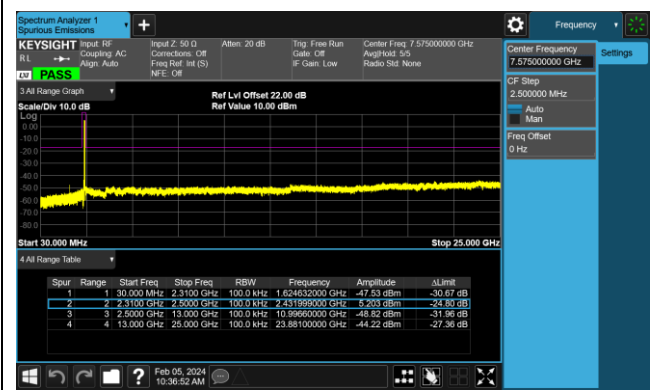 Spectrum Analyzer 1
Spurious Emissions
Frequency
KEYSIGHT
Input: RF
Coupling: AC
Align: Auto
Input Z: 50 Ω
Corrections: Off
Freq Ref: Int (S)
NFE: Off
Atten: 20 dB
Trig: Free Run
Gate: Off
IF Gain: Low
Center Freq: 7.575000000 GHz
Avg|Hold: 5/5
Radio Std: None
RL
LXI
PASS
Center Frequency
7.575000000 GHz
Settings
CF Step
2.500000 MHz
Auto
Man
Freq Offset
0 Hz
3 All Range Graph
Scale/Div 10.0 dB
Ref Lvl Offset 22.00 dB
Ref Value 10.00 dBm
Log
0.00
-10.0
-20.0
-30.0
-40.0
-50.0
-60.0
-70.0
-80.0
Start 30.000 MHz
Stop 25.000 GHz
4 All Range Table
Spur Range Start Freq Stop Freq RBW Frequency Amplitude ΔLimit
1 1 30.000 MHz 2.3100 GHz 100.0 kHz 1.624632000 GHz -47.53 dBm -30.67 dB
2 2 2.3100 GHz 2.5000 GHz 100.0 kHz 2.431999000 GHz 5.203 dBm -24.80 dB
3 3 2.5000 GHz 13.000 GHz 100.0 kHz 10.99660000 GHz -48.82 dBm -31.96 dB
4 4 13.000 GHz 25.000 GHz 100.0 kHz 23.88100000 GHz -44.22 dBm -27.36 dB
Feb 05, 2024
10:36:52 AM